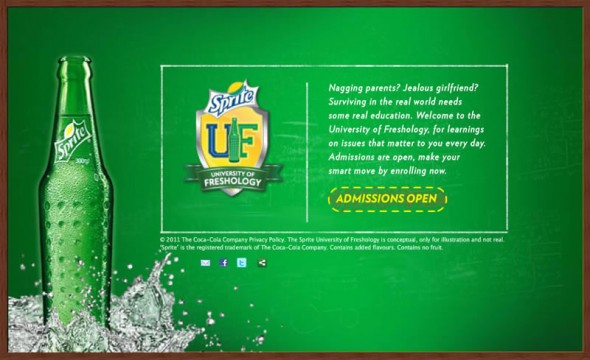 Nagging parents? Jealous girlfriend?
Surviving in the real world needs
some real education. Welcome to the
University of Freshology, for learnings
on issues that matter to you every day.
Admissions are open, make your
smart move by enrolling now.
ADMISSIONS OPEN
Sprite
UF
UNIVERSITY OF
FRESHOLOGY
Sprite
300ml
© 2011 The Coca-Cola Company Privacy Policy. The Sprite University of Freshology is conceptual, only for illustration and not real.
"Sprite" is the registered trademark of The Coca-Cola Company. Contains added flavours. Contains no fruit.